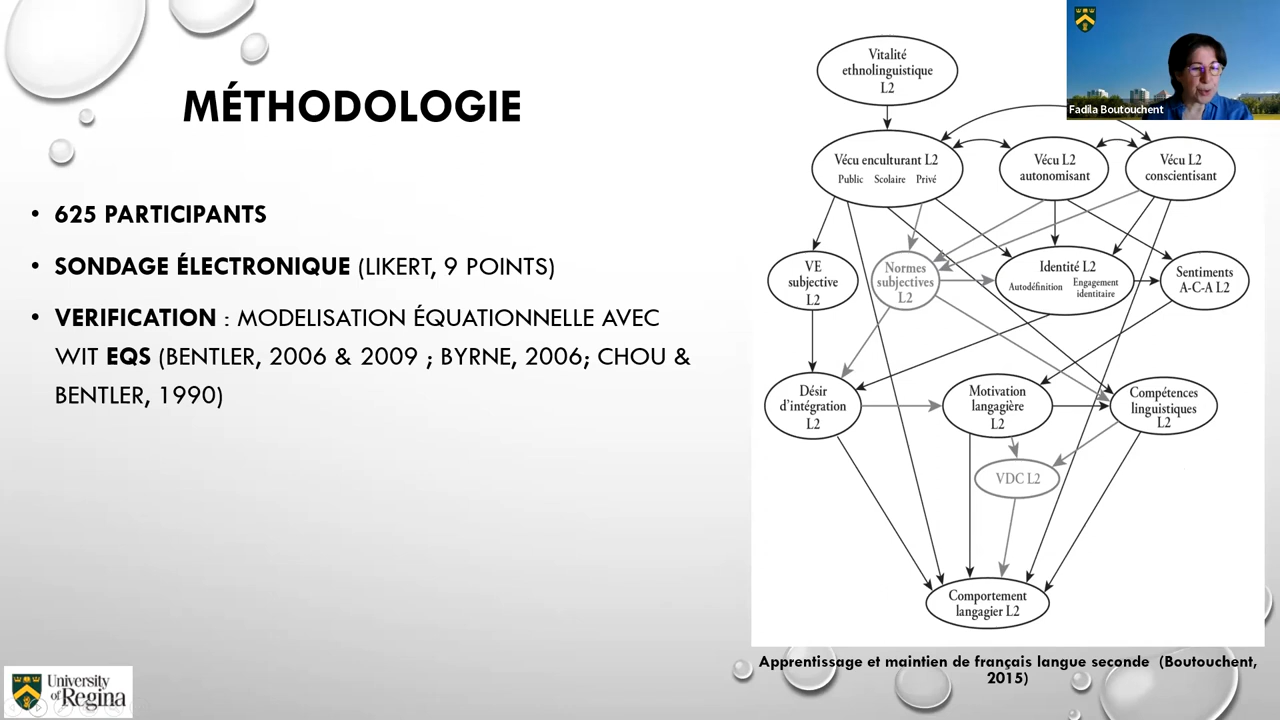 MÉTHODOLOGIE
• 625 PARTICIPANTS
• SONDAGE ÉLECTRONIQUE (LIKERT, 9 POINTS)
• VERIFICATION : MODELISATION ÉQUATIONNELLE AVEC
WIT EQS (BENTLER, 2006 & 2009 ; BYRNE, 2006; CHOU &
BENTLER, 1990)
Fadila Boutouchent
Vitalité
ethnolinguistique
L2
Vécu enculturant L2
Public Scolaire Privé
Vécu L2
autonomisant
Vécu L2
conscientisant
VE
subjective
L2
Normes
subjectives
L2
Identité L2
Autodéfinition Engagement
identitaire
Sentiments
A-C-A L2
Désir
d'intégration
L2
Motivation
langagière
L2
Compétences
linguistiques
L2
VDC L2
Comportement
langagier L2
Apprentissage et maintien de français langue seconde (Boutouchent,
2015)
University
of Regina